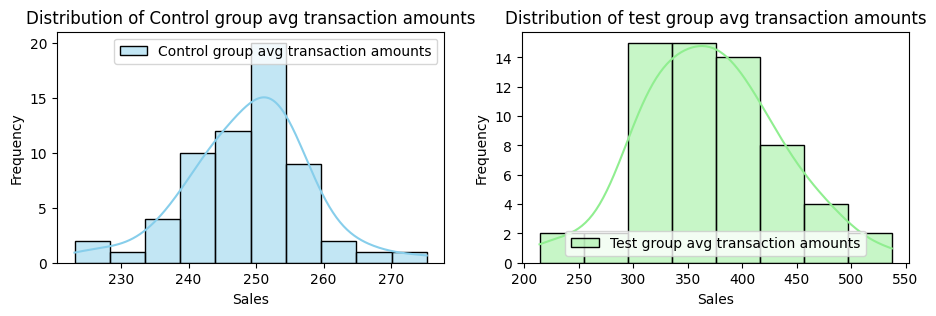 Distribution of Control group avg transaction amounts
Control group avg transaction amounts
20
15
10
5
0
230 240 250 260 270
Frequency
Sales
Distribution of test group avg transaction amounts
Test group avg transaction amounts
14
12
10
8
6
4
2
0
200 250 300 350 400 450 500 550
Frequency
Sales